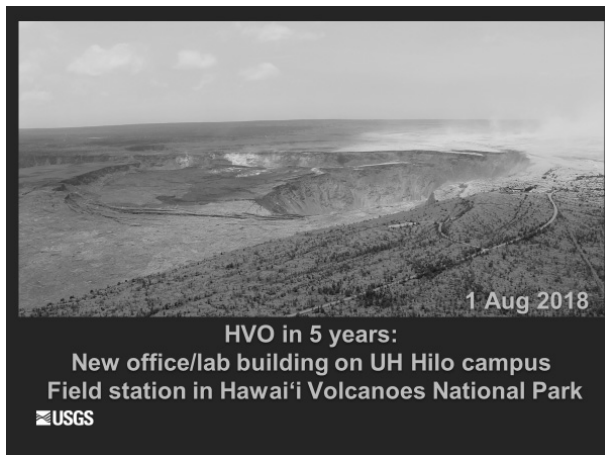 1 Aug 2018
HVO in 5 years:
New office/lab building on UH Hilo campus
Field station in Hawai‘i Volcanoes National Park
USGS